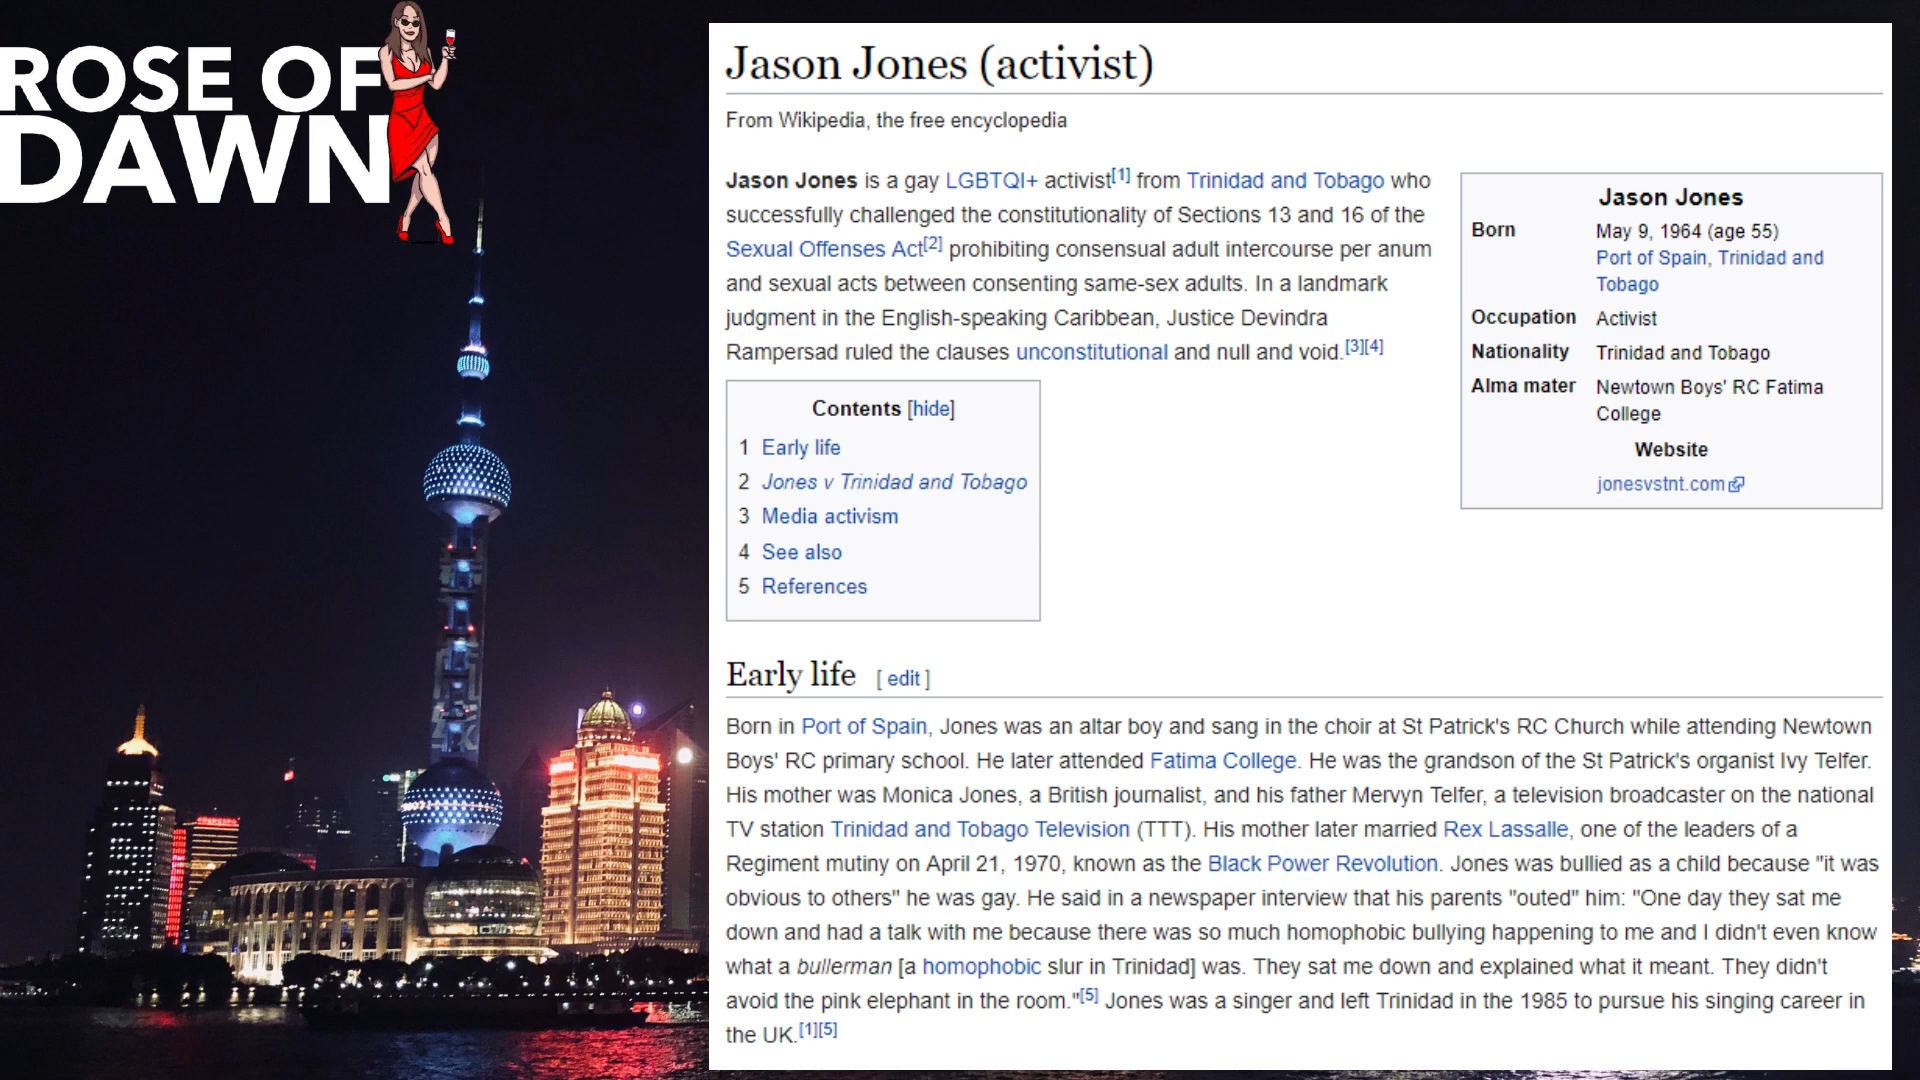 ROSE OF
DAWN
Jason Jones (activist)
From Wikipedia, the free encyclopedia
Jason Jones is a gay LGBTQI+ activist[1] from Trinidad and Tobago who
successfully challenged the constitutionality of Sections 13 and 16 of the
Sexual Offenses Act[2] prohibiting consensual adult intercourse per anum
and sexual acts between consenting same-sex adults. In a landmark
judgment in the English-speaking Caribbean, Justice Devindra
Rampersad ruled the clauses unconstitutional and null and void.[3][4]
Jason Jones
Born May 9, 1964 (age 55)
Port of Spain, Trinidad and
Tobago
Occupation Activist
Nationality Trinidad and Tobago
Alma mater Newtown Boys' RC Fatima
College
Website
jonesvstnt.com
Contents [hide]
1 Early life
2 Jones v Trinidad and Tobago
3 Media activism
4 See also
5 References
Early life [ edit ]
Born in Port of Spain, Jones was an altar boy and sang in the choir at St Patrick's RC Church while attending Newtown
Boys' RC primary school. He later attended Fatima College. He was the grandson of the St Patrick's organist Ivy Telfer.
His mother was Monica Jones, a British journalist, and his father Mervyn Telfer, a television broadcaster on the national
TV station Trinidad and Tobago Television (TTT). His mother later married Rex Lassalle, one of the leaders of a
Regiment mutiny on April 21, 1970, known as the Black Power Revolution. Jones was bullied as a child because "it was
obvious to others" he was gay. He said in a newspaper interview that his parents "outed" him: "One day they sat me
down and had a talk with me because there was so much homophobic bullying happening to me and I didn't even know
what a bullerman [a homophobic slur in Trinidad] was. They sat me down and explained what it meant. They didn't
avoid the pink elephant in the room."[5] Jones was a singer and left Trinidad in the 1985 to pursue his singing career in
the UK.[1][5]